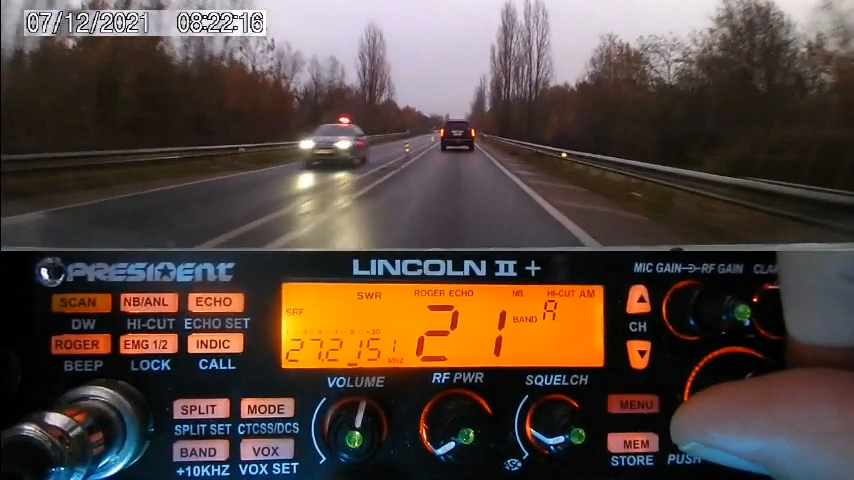 07/12/2021 08:22:16
PRESIDENT LINCOLN II + MIC GAIN RF GAIN
SCAN NB/ANL ECHO
DW HI-CUT ECHO SET
ROGER EMG 1/2 INDIC
BEEP LOCK CALL
SWR ROGER ECHO NB HI-CUT AM
SRF
21 BAND A
27.2151 MHZ
CH
VOLUME RF PWR SQUELCH
SPLIT MODE
SPLIT SET CTCSS/DCS
BAND VOX
+10KHZ VOX SET
MENU
MEM
STORE